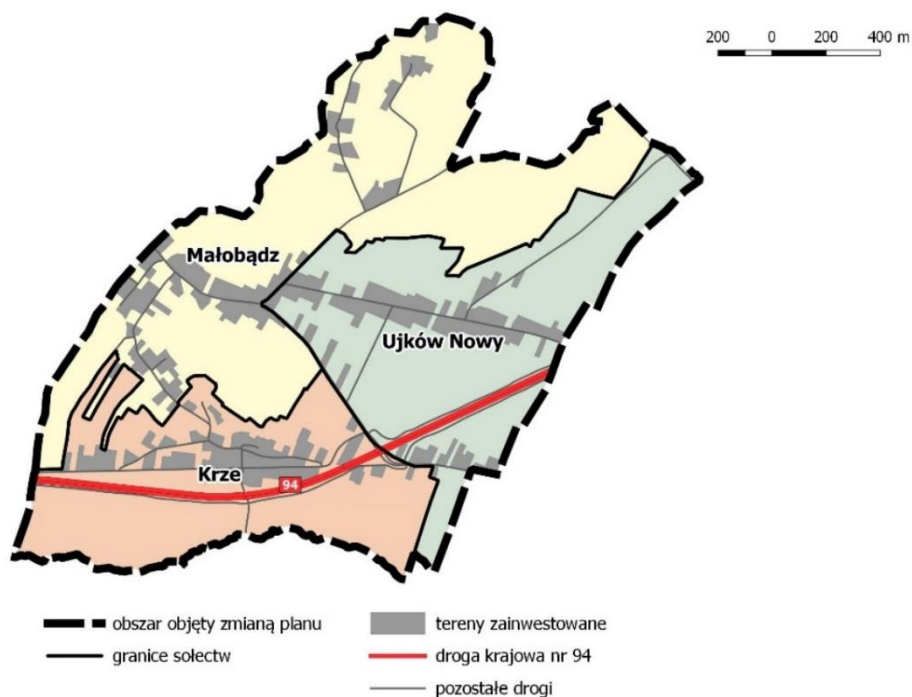 200 0 200 400 m
Małobądz
Ujków Nowy
Krze
94
obszar objęty zmianą planu
tereny zainwestowane
granice sołectw
droga krajowa nr 94
pozostałe drogi